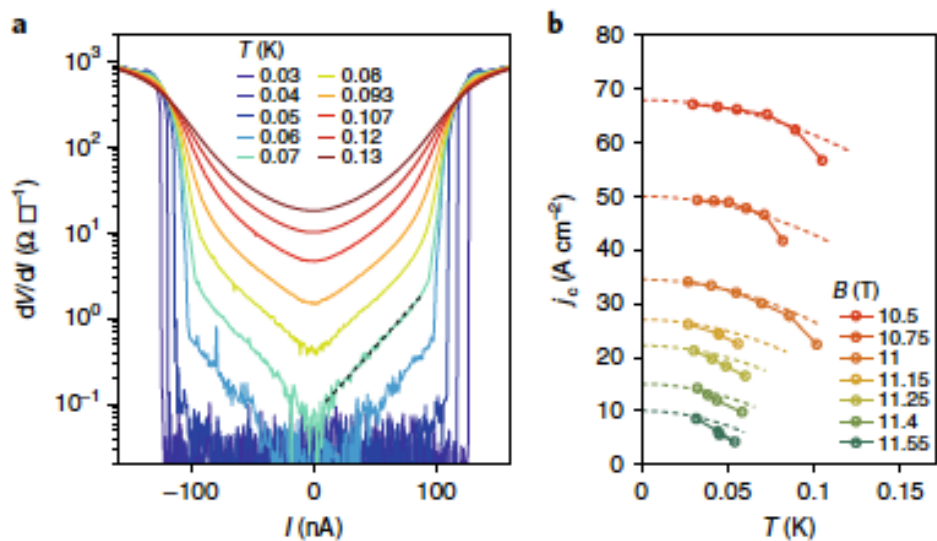 a
T (K)
0.03 0.08
0.04 0.093
0.05 0.107
0.06 0.12
0.07 0.13
10³
10²
10¹
10⁰
10⁻¹
dV/dI (Ω □⁻¹)
−100 0 100
I (nA)
b
80
70
60
50
40
30
20
10
0
j_c (A cm⁻²)
B (T)
10.5
10.75
11
11.15
11.25
11.4
11.55
0 0.05 0.1 0.15
T (K)